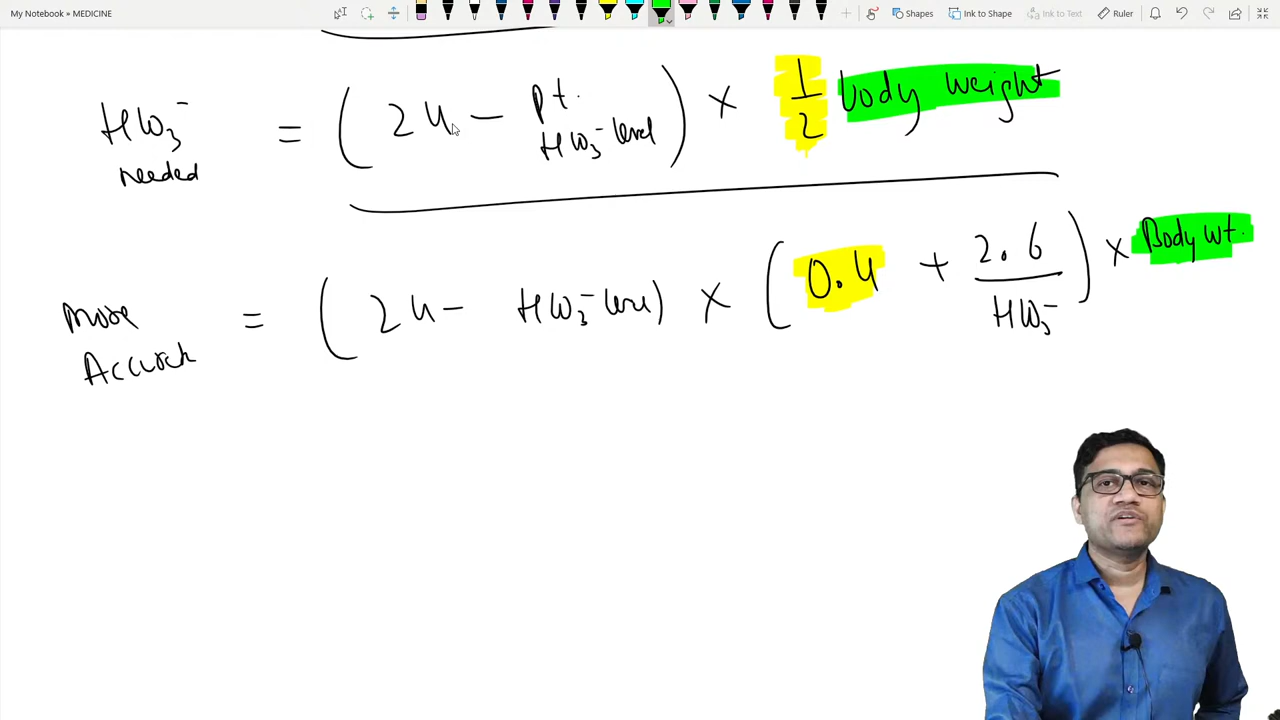 My Notebook » MEDICINE
Shapes Ink to Shape Ink to Text Ruler
HCO₃⁻ needed = (24 – pt. HCO₃⁻ level) × 1/2 body weight
more Accurate = (24 – HCO₃⁻ level) × (0.4 + 2.6/HCO₃⁻) × Body wt.